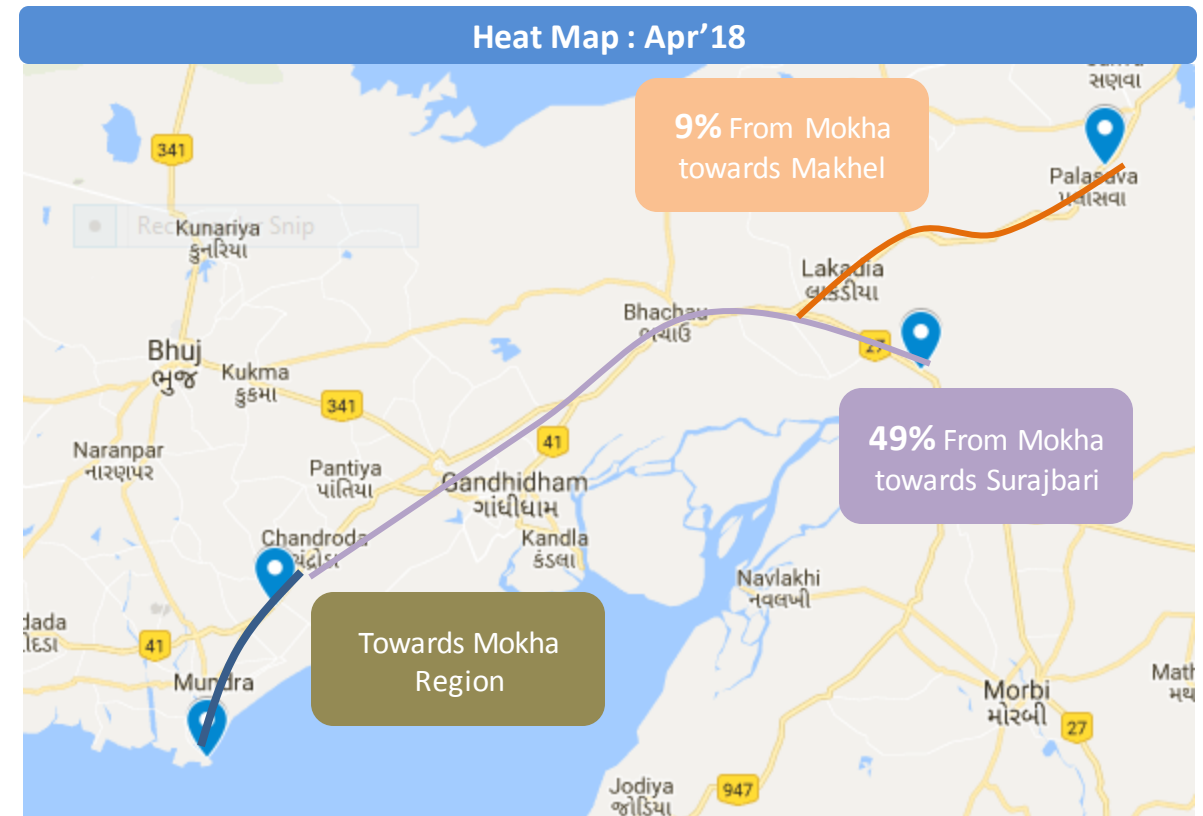 Heat Map : Apr'18
સણવા
9% From Mokha
towards Makhel
341
Palasava
પલાસવા
Kunariya
કુનરિયા
Lakadia
લાકડીયા
Bhachau
ભચાઉ
27
Bhuj
ભુજ
Kukma
કુકમા
341
49% From Mokha
towards Surajbari
41
Naranpar
નારણપર
Pantiya
પાંતિયા
Gandhidham
ગાંધીધામ
Chandroda
ચંદ્રોડા
Kandla
કંડલા
Navlakhi
નવલખી
Towards Mokha
Region
41
Mundra
Morbi
મોરબી
27
Jodiya
જોડિયા
947